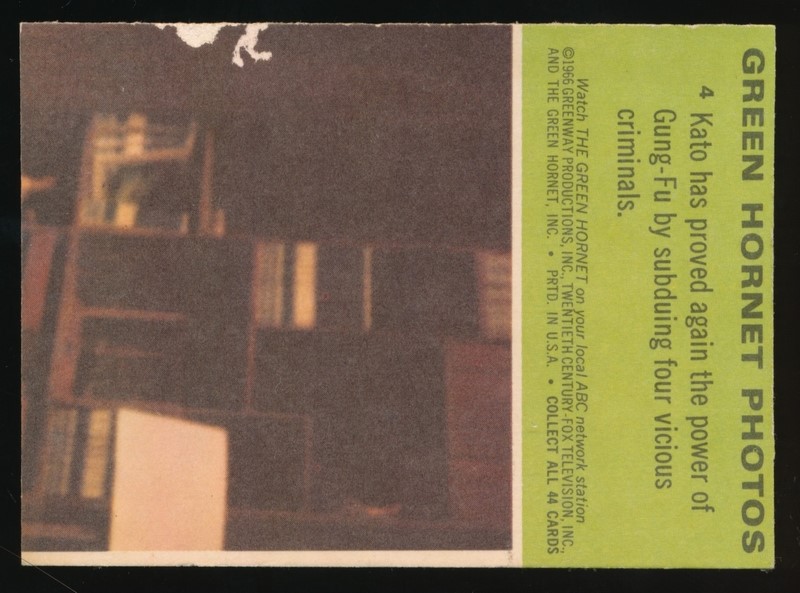 GREEN HORNET PHOTOS
4 Kato has proved again the power of
Gung-Fu by subduing four vicious
criminals.
Watch THE GREEN HORNET on your local ABC network station
©1966 GREENWAY PRODUCTIONS, INC., TWENTIETH CENTURY-FOX TELEVISION, INC.,
AND THE GREEN HORNET, INC. • PRTD. IN U.S.A. • COLLECT ALL 44 CARDS